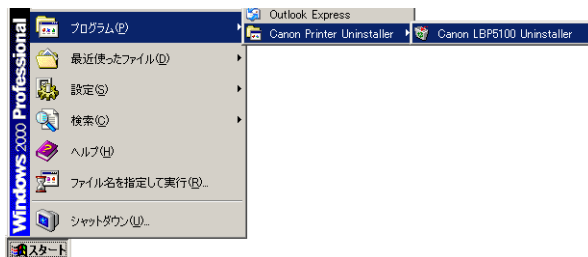 Windows 2000 Professional
プログラム(P)
最近使ったファイル(D)
設定(S)
検索(C)
ヘルプ(H)
ファイル名を指定して実行(R)...
シャットダウン(U)...
スタート
Outlook Express
Canon Printer Uninstaller
Canon LBP5100 Uninstaller